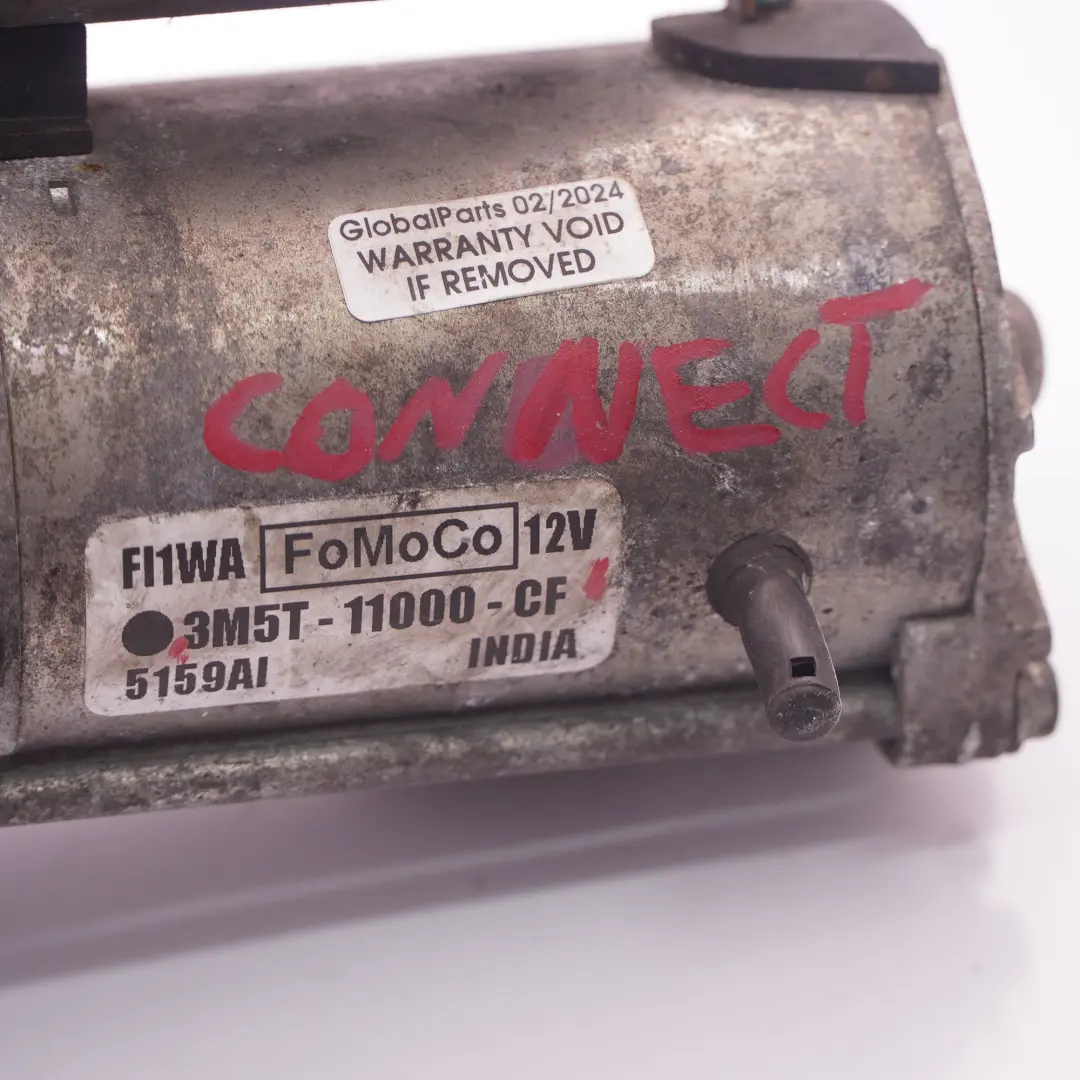 GlobalParts 02/2024
WARRANTY VOID
IF REMOVED
CONNECT
FI1WA FoMoCo 12V
3M5T-11000-CF
5159AI INDIA